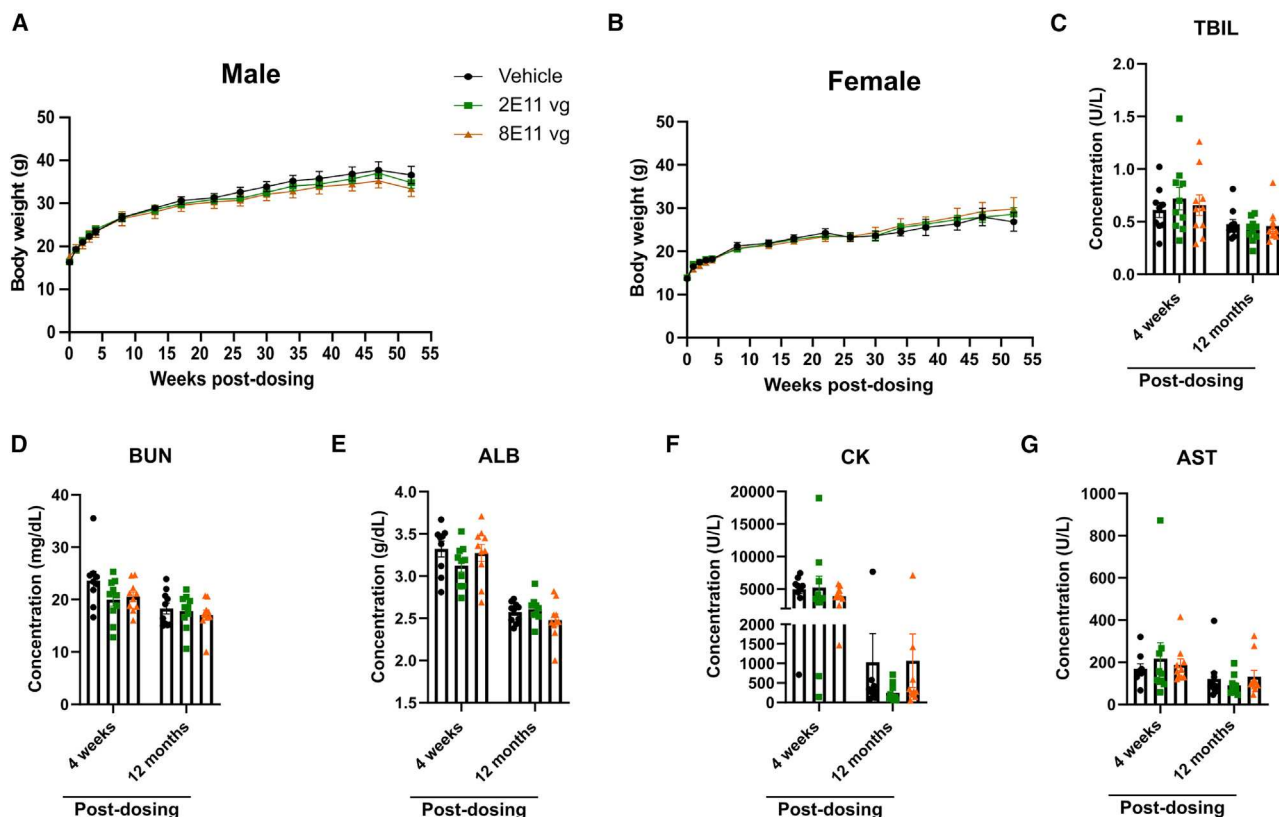 A
Male
Vehicle
2E11 vg
8E11 vg
Body weight (g)
50
40
30
20
10
0
0 5 10 15 20 25 30 35 40 45 50 55
Weeks post-dosing
B
Female
Body weight (g)
50
40
30
20
10
0
0 5 10 15 20 25 30 35 40 45 50 55
Weeks post-dosing
C
TBIL
Concentration (U/L)
2.0
1.5
1.0
0.5
0.0
4 weeks
12 months
Post-dosing
D
BUN
Concentration (mg/dL)
40
30
20
10
0
4 weeks
12 months
Post-dosing
E
ALB
Concentration (g/dL)
4.0
3.5
3.0
2.5
2.0
1.5
4 weeks
12 months
Post-dosing
F
CK
Concentration (U/L)
20000
15000
10000
5000
2000
1500
1000
500
0
4 weeks
12 months
Post-dosing
G
AST
Concentration (U/L)
1000
800
600
400
200
0
4 weeks
12 months
Post-dosing